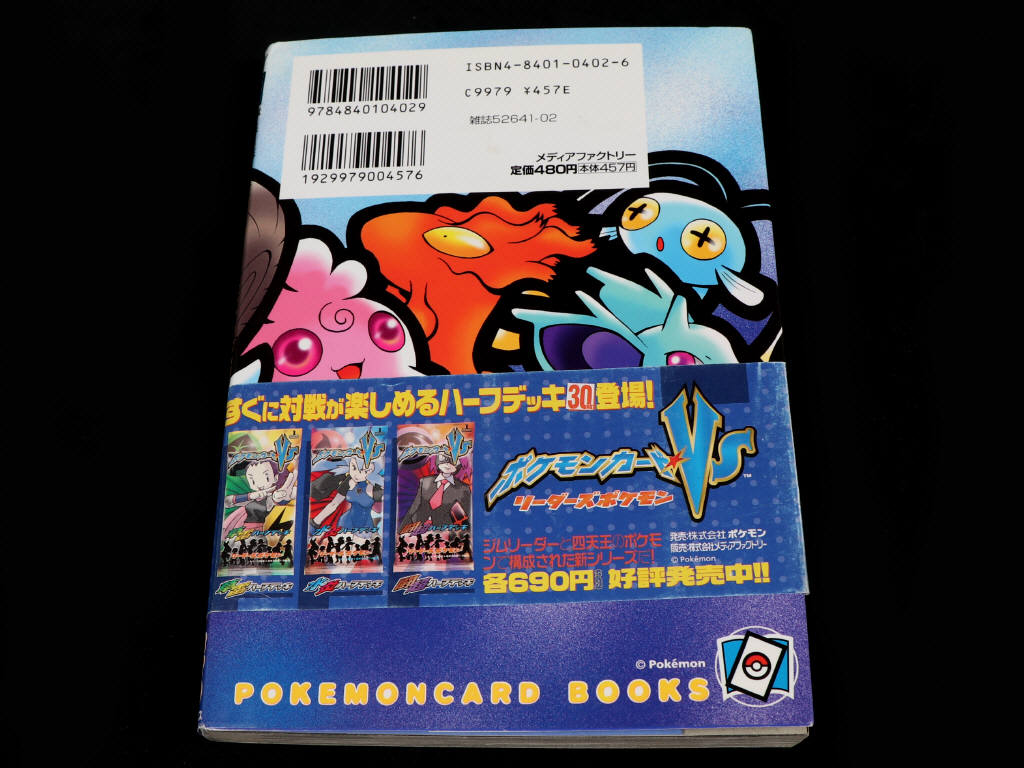 ISBN4-8401-0402-6
C9979 ¥457E
9784840104029
雑誌52641-02
1929979004576
メディアファクトリー
定価480円 本体457円
すぐに対戦が楽しめるハーフデッキ30種登場!
ポケモンカード★VS
リーダーズポケモン
TM
ジムリーダーと四天王のポケモ
ンで構成された新シリーズだ!
各690円 好評発売中!!
発売:株式会社 ポケモン
販売:株式会社メディアファクトリー
© Pokémon
© Pokémon
POKEMONCARD BOOKS